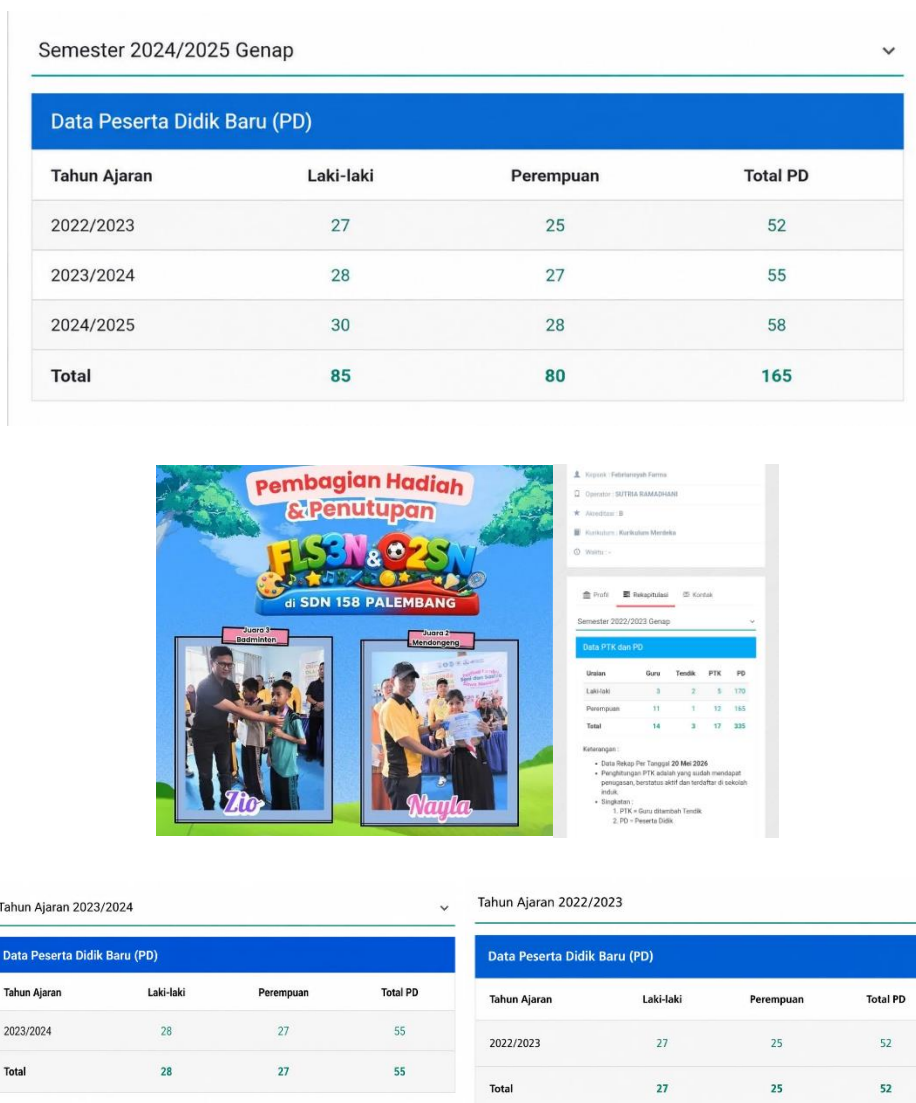 Semester 2024/2025 Genap
Data Peserta Didik Baru (PD)
Tahun Ajaran Laki-laki Perempuan Total PD
2022/2023 27 25 52
2023/2024 28 27 55
2024/2025 30 28 58
Total 85 80 165
Pembagian Hadiah
& Penutupan
FLS3N & O2SN
di SDN 158 PALEMBANG
Juara 3
Badminton
Zio
Juara 2
Mendongeng
Nayla
Kepsek : Febriansyah Farma
Operator : SUTRIA RAMADHANI
Akreditasi : B
Kurikulum : Kurikulum Merdeka
Waktu : -
Profil Rekapitulasi Kontak
Semester 2022/2023 Genap
Data PTK dan PD
Uraian Guru Tendik PTK PD
Laki-laki 3 2 5 170
Perempuan 11 1 12 165
Total 14 3 17 335
Keterangan :
• Data Rekap Per Tanggal 20 Mei 2026
• Penghitungan PTK adalah yang sudah mendapat
penugasan, berstatus aktif dan terdaftar di sekolah
induk.
• Singkatan :
1. PTK = Guru ditambah Tendik
2. PD = Peserta Didik
Tahun Ajaran 2023/2024
Data Peserta Didik Baru (PD)
Tahun Ajaran Laki-laki Perempuan Total PD
2023/2024 28 27 55
Total 28 27 55
Tahun Ajaran 2022/2023
Data Peserta Didik Baru (PD)
Tahun Ajaran Laki-laki Perempuan Total PD
2022/2023 27 25 52
Total 27 25 52